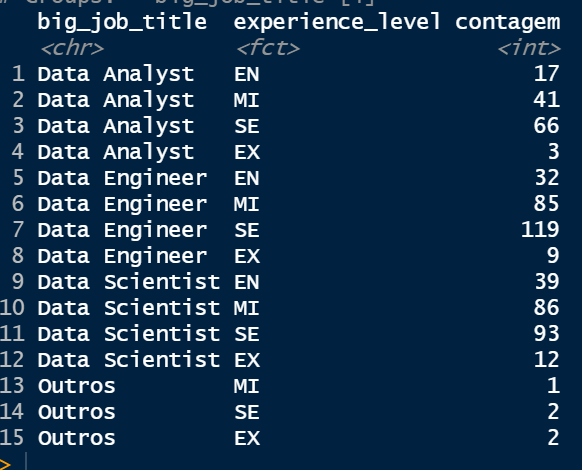 # Groups: big_job_title [4]
big_job_title experience_level contagem
<chr> <fct> <int>
1 Data Analyst EN 17
2 Data Analyst MI 41
3 Data Analyst SE 66
4 Data Analyst EX 3
5 Data Engineer EN 32
6 Data Engineer MI 85
7 Data Engineer SE 119
8 Data Engineer EX 9
9 Data Scientist EN 39
10 Data Scientist MI 86
11 Data Scientist SE 93
12 Data Scientist EX 12
13 Outros MI 1
14 Outros SE 2
15 Outros EX 2
>